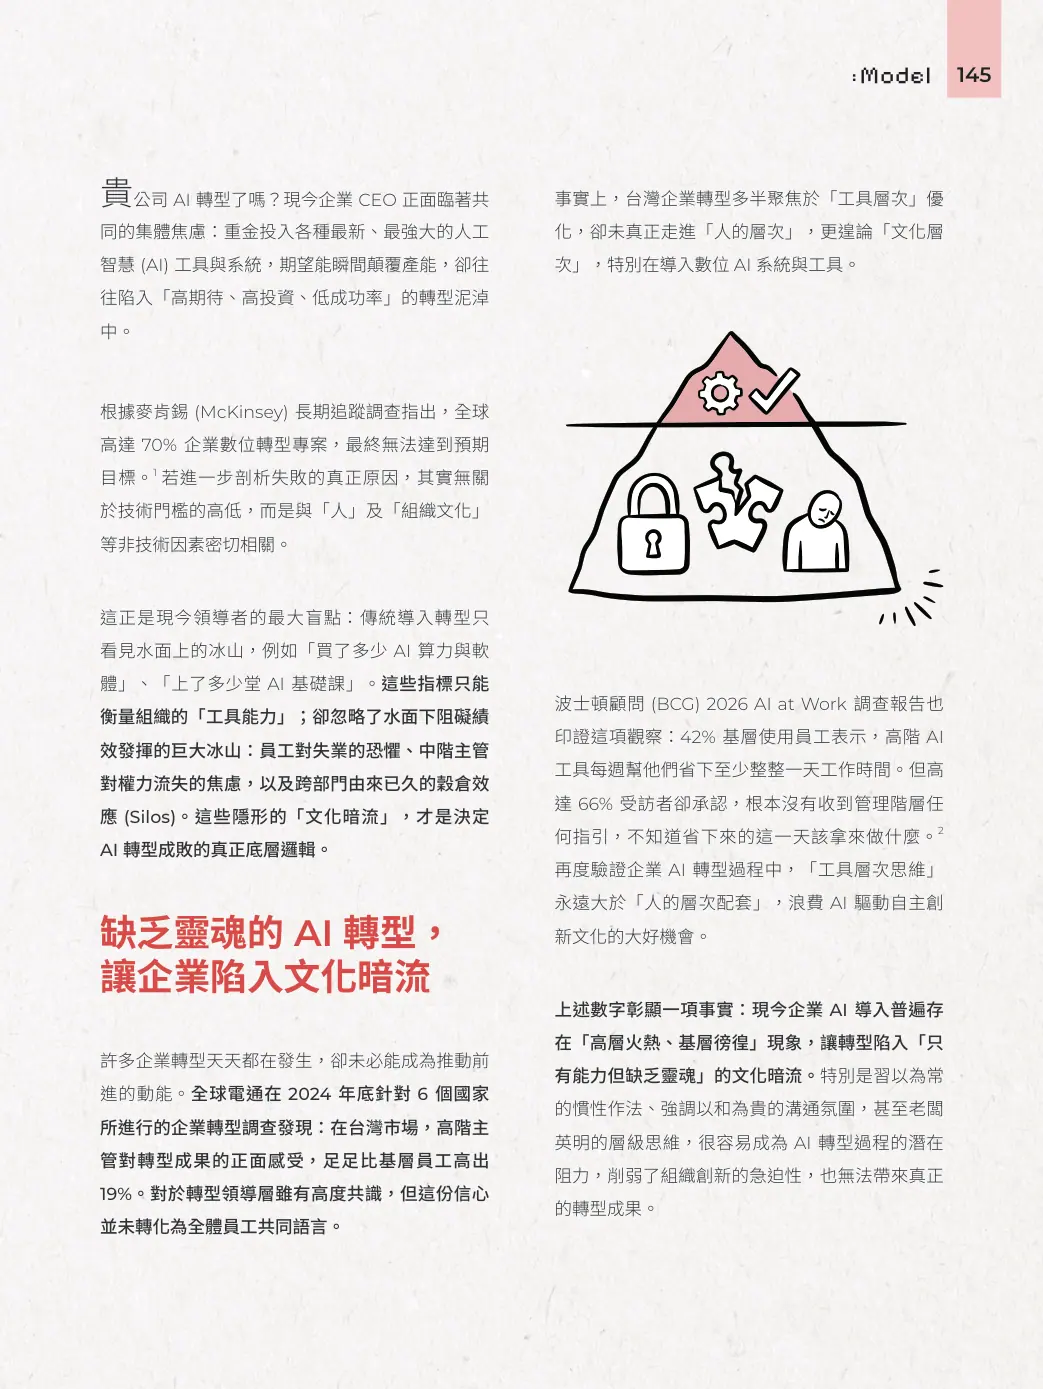 :Model 145
貴公司 AI 轉型了嗎？現今企業 CEO 正面臨著共
同的集體焦慮：重金投入各種最新、最強大的人工
智慧 (AI) 工具與系統，期望能瞬間顛覆產能，卻往
往陷入「高期待、高投資、低成功率」的轉型泥淖
中。
根據麥肯錫 (McKinsey) 長期追蹤調查指出，全球
高達 70% 企業數位轉型專案，最終無法達到預期
目標。1 若進一步剖析失敗的真正原因，其實無關
於技術門檻的高低，而是與「人」及「組織文化」
等非技術因素密切相關。
這正是現今領導者的最大盲點：傳統導入轉型只
看見水面上的冰山，例如「買了多少 AI 算力與軟
體」、「上了多少堂 AI 基礎課」。這些指標只能
衡量組織的「工具能力」；卻忽略了水面下阻礙績
效發揮的巨大冰山：員工對失業的恐懼、中階主管
對權力流失的焦慮，以及跨部門由來已久的穀倉效
應 (Silos)。這些隱形的「文化暗流」，才是決定
AI 轉型成敗的真正底層邏輯。
缺乏靈魂的 AI 轉型，
讓企業陷入文化暗流
許多企業轉型天天都在發生，卻未必能成為推動前
進的動能。全球電通在 2024 年底針對 6 個國家
所進行的企業轉型調查發現：在台灣市場，高階主
管對轉型成果的正面感受，足足比基層員工高出
19%。對於轉型領導層雖有高度共識，但這份信心
並未轉化為全體員工共同語言。
事實上，台灣企業轉型多半聚焦於「工具層次」優
化，卻未真正走進「人的層次」，更遑論「文化層
次」，特別在導入數位 AI 系統與工具。
波士頓顧問 (BCG) 2026 AI at Work 調查報告也
印證這項觀察：42% 基層使用員工表示，高階 AI
工具每週幫他們省下至少整整一天工作時間。但高
達 66% 受訪者卻承認，根本沒有收到管理階層任
何指引，不知道省下來的這一天該拿來做什麼。2
再度驗證企業 AI 轉型過程中，「工具層次思維」
永遠大於「人的層次配套」，浪費 AI 驅動自主創
新文化的大好機會。
上述數字彰顯一項事實：現今企業 AI 導入普遍存
在「高層火熱、基層徬徨」現象，讓轉型陷入「只
有能力但缺乏靈魂」的文化暗流。特別是習以為常
的慣性作法、強調以和為貴的溝通氛圍，甚至老闆
英明的層級思維，很容易成為 AI 轉型過程的潛在
阻力，削弱了組織創新的急迫性，也無法帶來真正
的轉型成果。